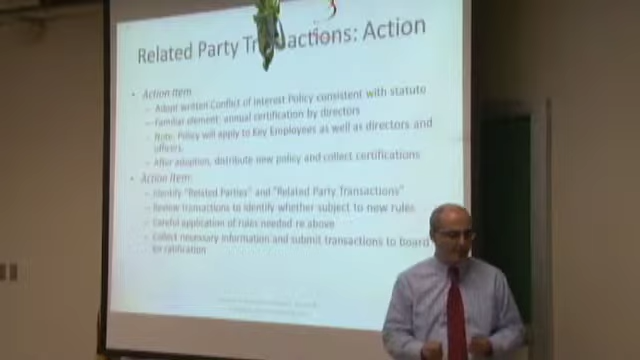 Related Party Transactions: Action
• Action Item:
– Adopt written Conflict of Interest Policy consistent with statute
– Familiar element: annual certification by directors
– Note: Policy will apply to Key Employees as well as directors and
officers.
– After adoption, distribute new policy and collect certifications
• Action Item:
– Identify "Related Parties" and "Related Party Transactions"
– Review transactions to identify whether subject to new rules
– Careful application of rules needed re above
– Collect necessary information and submit transactions to board
for ratification